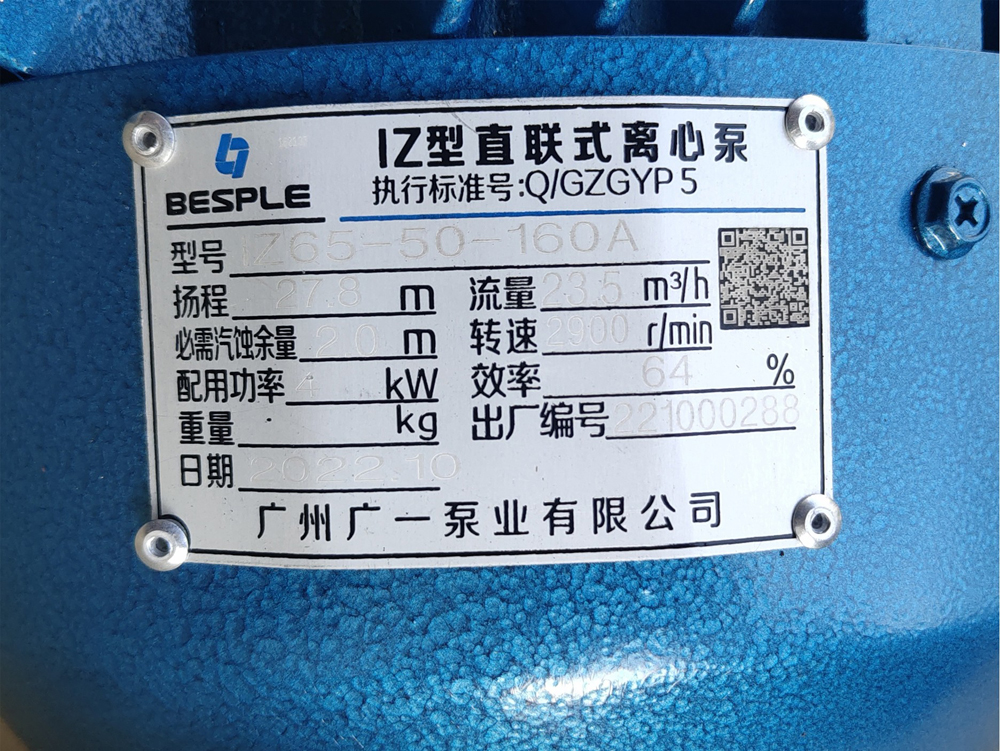 IZ型直联式离心泵
BESPLE
执行标准号:Q/GZGYP 5
型号 IZ65-50-160A
扬程 27.8 m 流量 23.5 m³/h
必需汽蚀余量 2.0 m 转速 2900 r/min
配用功率 4 kW 效率 64 %
重量 kg 出厂编号 221000288
日期 2022.10
广州广一泵业有限公司